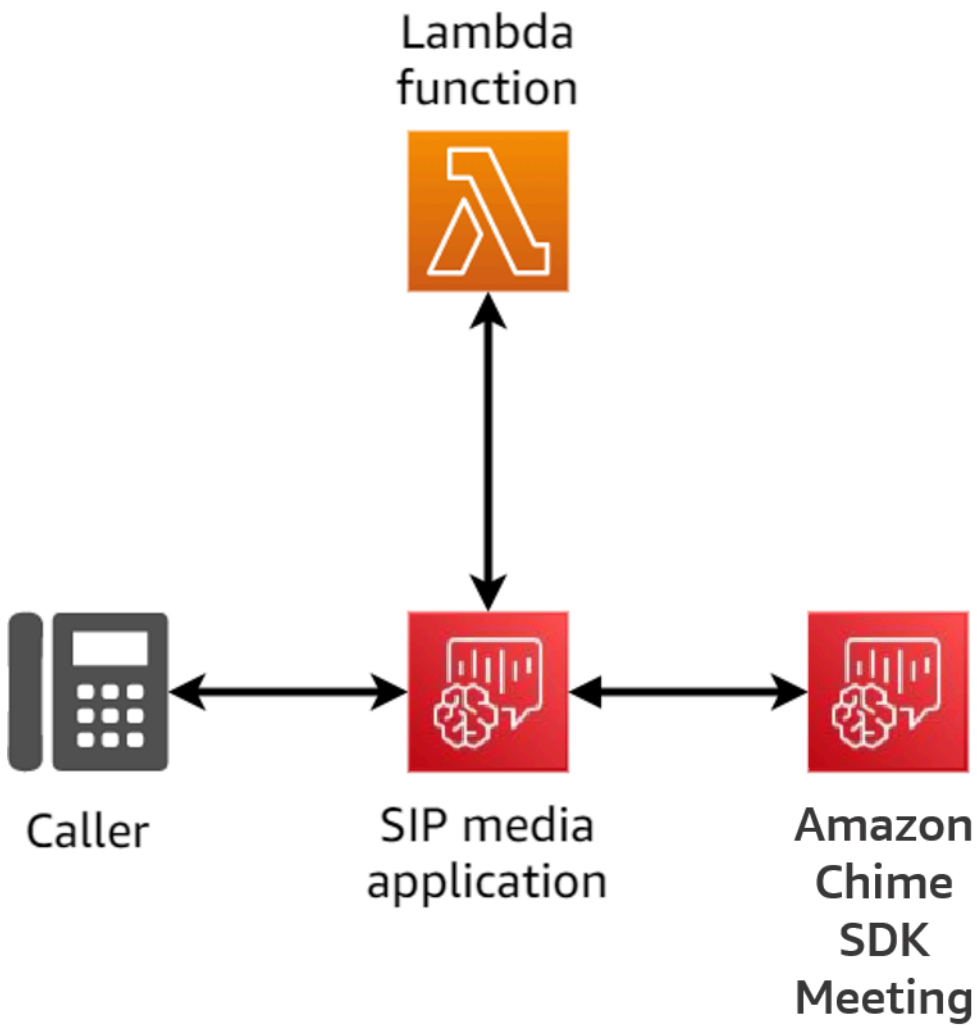 Lambda
function
Caller
SIP media
application
Amazon
Chime
SDK
Meeting